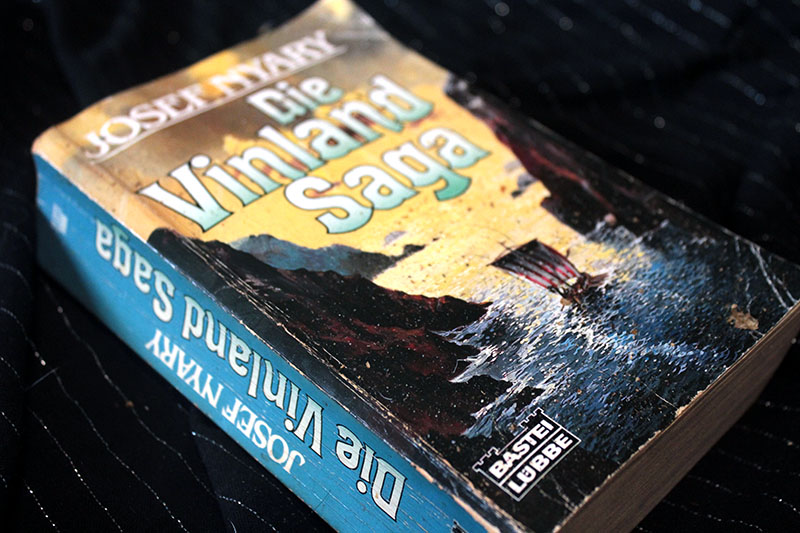 JOSEF NYARY
Die
Vinland
Saga
BASTEI
LÜBBE
JOSEF NYARY
Die Vinland Saga